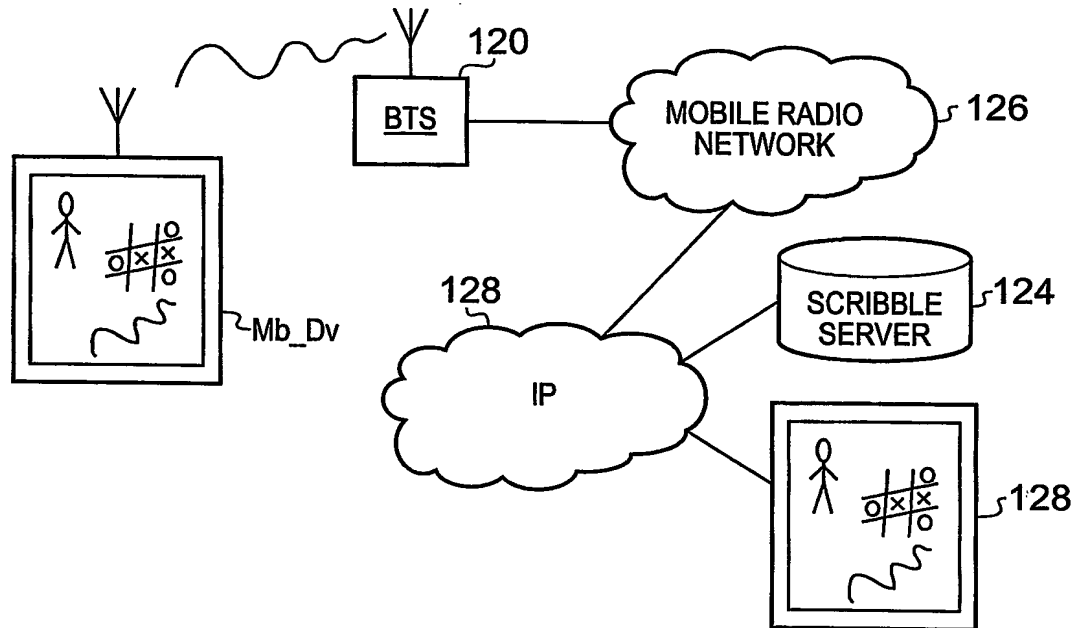 120
BTS
MOBILE RADIO
NETWORK
126
O
O X X
O
Mb_Dv
128
IP
SCRIBBLE
SERVER
124
O
O X X
O
128